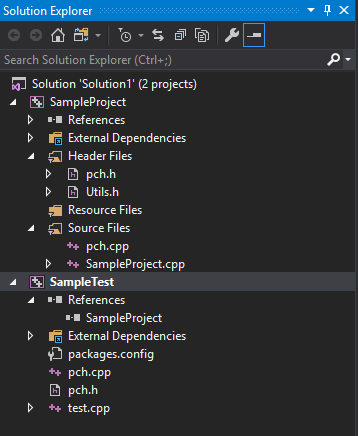 Solution Explorer
Search Solution Explorer (Ctrl+;)
Solution 'Solution1' (2 projects)
SampleProject
References
External Dependencies
Header Files
pch.h
Utils.h
Resource Files
Source Files
pch.cpp
SampleProject.cpp
SampleTest
References
SampleProject
External Dependencies
packages.config
pch.cpp
pch.h
test.cpp